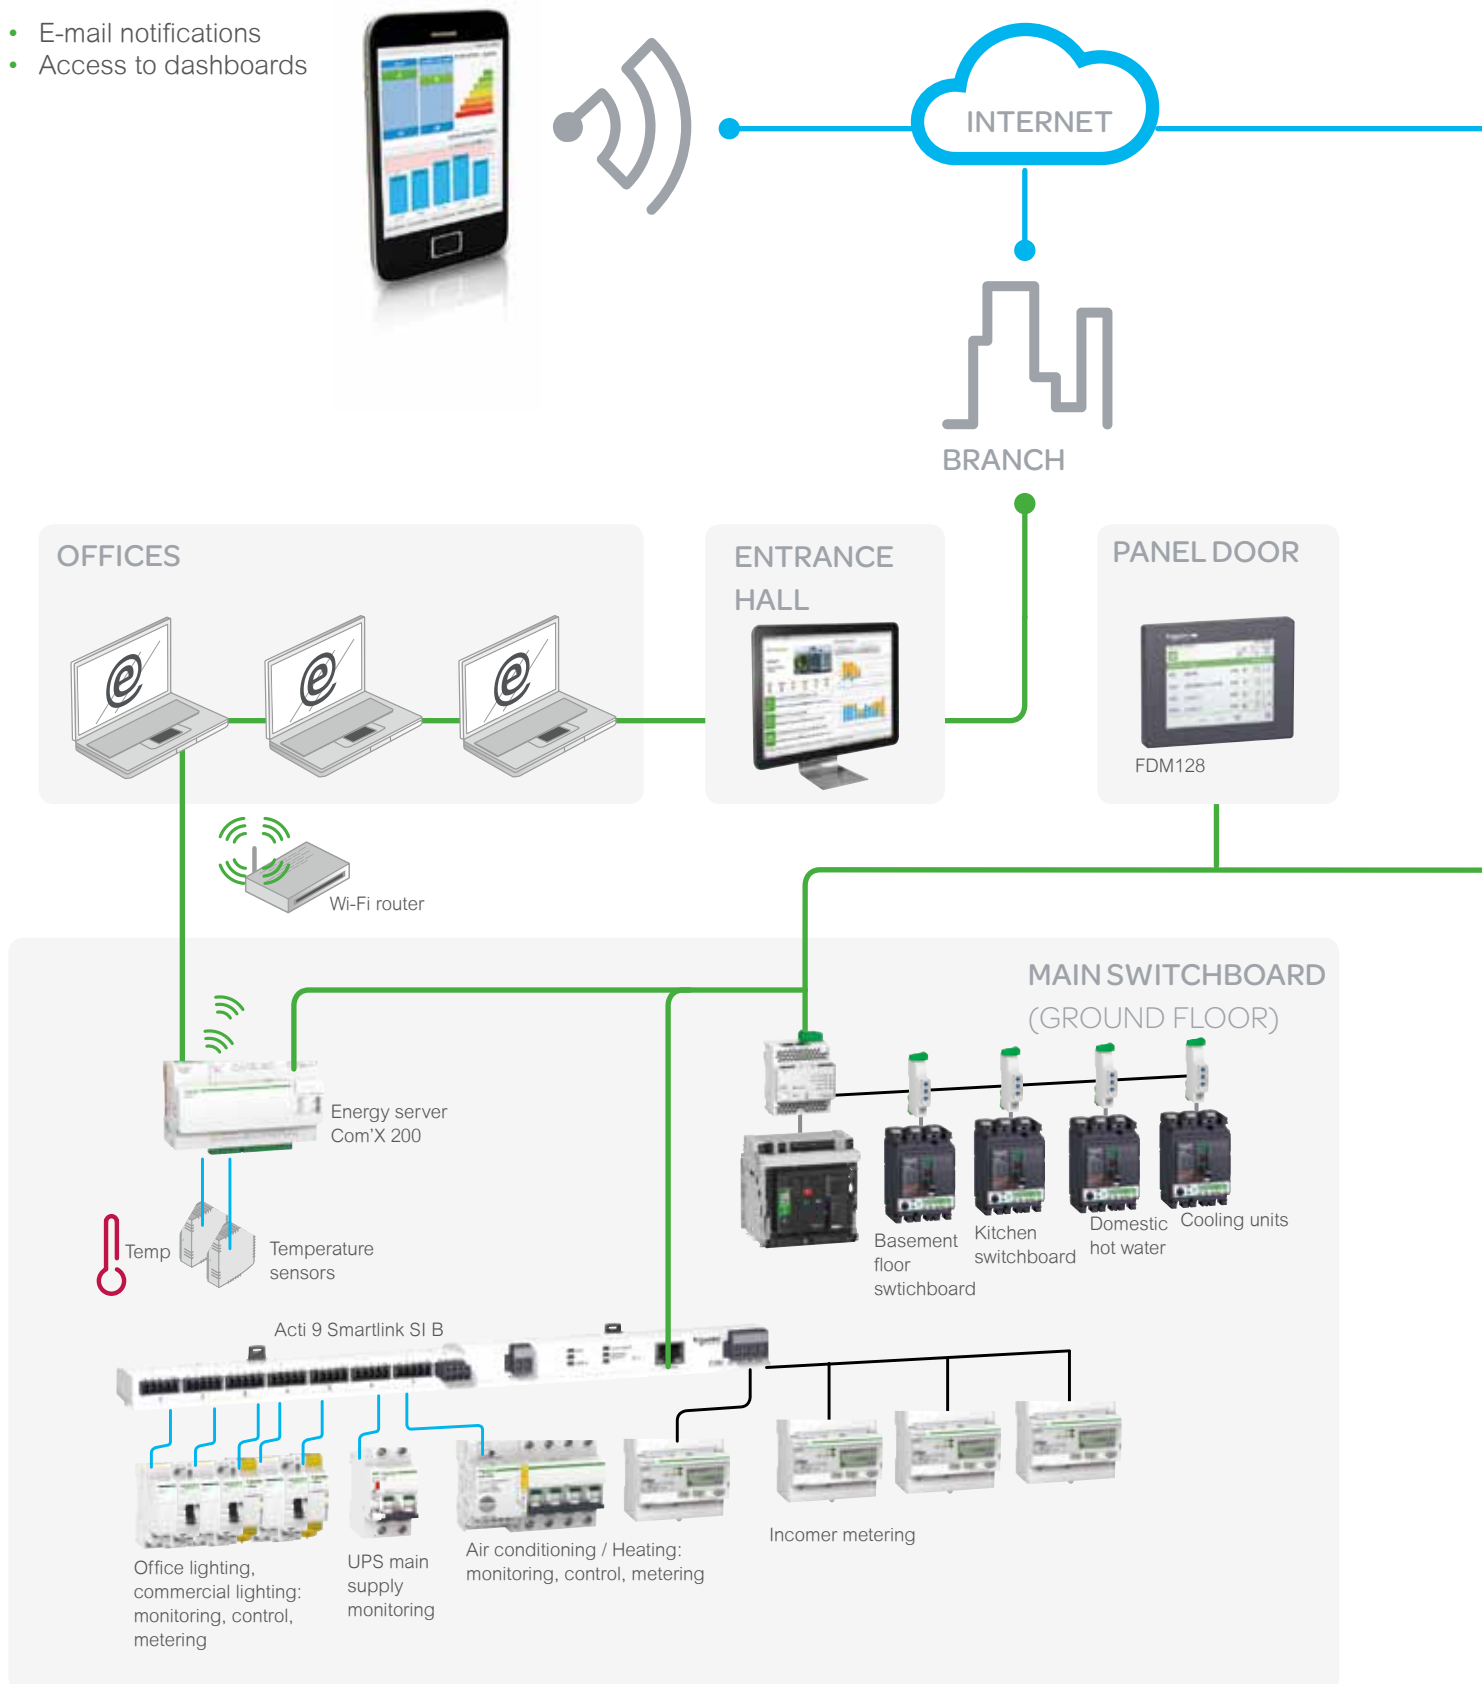 • E-mail notifications
• Access to dashboards
INTERNET
BRANCH
OFFICES
ENTRANCE
HALL
PANEL DOOR
FDM128
Wi-Fi router
MAIN SWITCHBOARD
(GROUND FLOOR)
Energy server
Com'X 200
Temp
Temperature
sensors
Basement
floor
swtichboard
Kitchen
switchboard
Domestic
hot water
Cooling units
Acti 9 Smartlink SI B
Office lighting,
commercial lighting:
monitoring, control,
metering
UPS main
supply
monitoring
Air conditioning / Heating:
monitoring, control, metering
Incomer metering